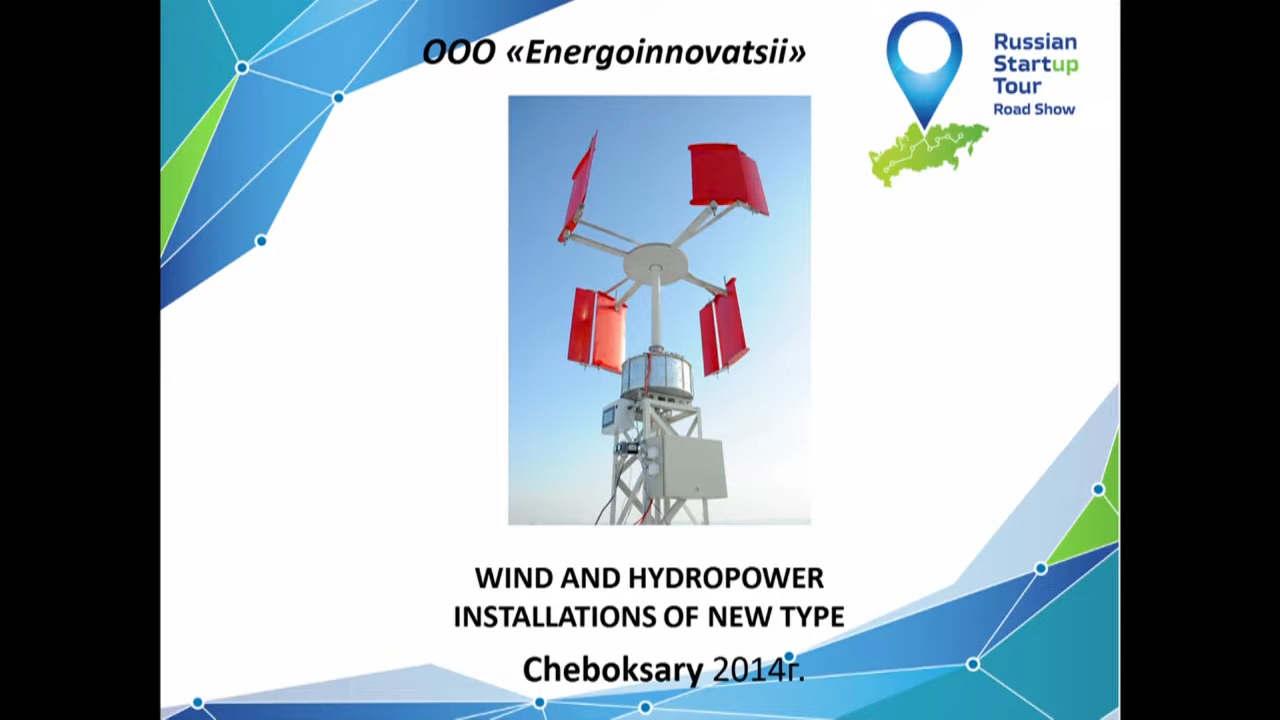 ООО «Energoinnovatsii»
Russian
Startup
Tour
Road Show
WIND AND HYDROPOWER
INSTALLATIONS OF NEW TYPE
Cheboksary 2014г.